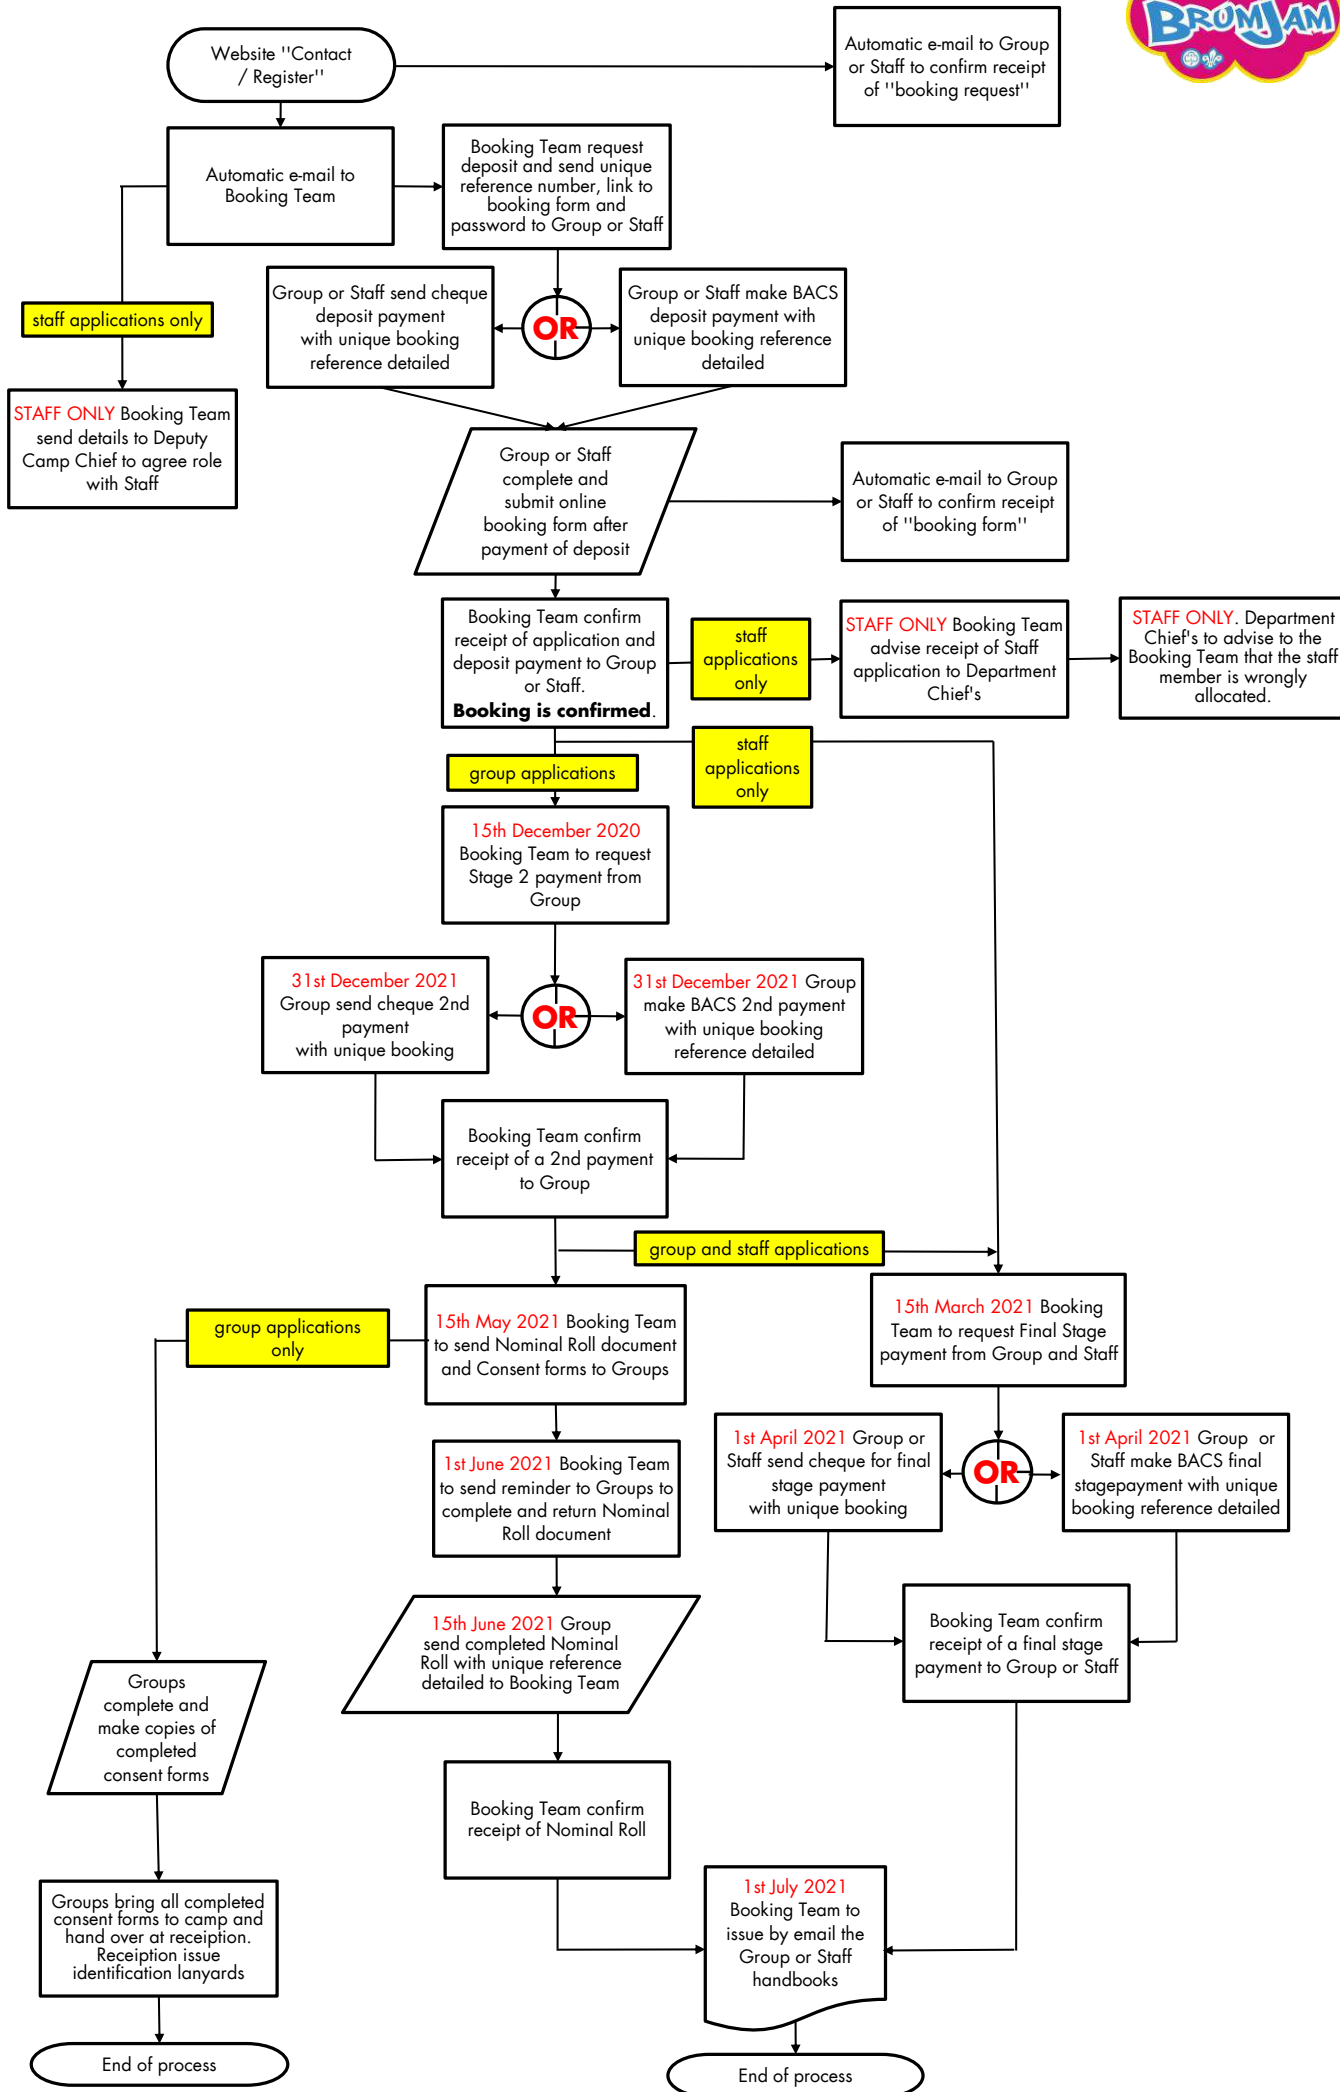 BRUMJAM
Website "Contact
/ Register"
Automatic e-mail to Group
or Staff to confirm receipt
of "booking request"
Automatic e-mail to
Booking Team
Booking Team request
deposit and send unique
reference number, link to
booking form and
password to Group or Staff
staff applications only
Group or Staff send cheque
deposit payment
with unique booking
reference detailed
OR
Group or Staff make BACS
deposit payment with
unique booking reference
detailed
STAFF ONLY Booking Team
send details to Deputy
Camp Chief to agree role
with Staff
Group or Staff
complete and
submit online
booking form after
payment of deposit
Automatic e-mail to Group
or Staff to confirm receipt
of "booking form"
Booking Team confirm
receipt of application and
deposit payment to Group
or Staff.
Booking is confirmed.
staff
applications
only
STAFF ONLY Booking Team
advise receipt of Staff
application to Department
Chief's
STAFF ONLY. Department
Chief's to advise to the
Booking Team that the staff
member is wrongly
allocated.
group applications
staff
applications
only
15th December 2020
Booking Team to request
Stage 2 payment from
Group
31st December 2021
Group send cheque 2nd
payment
with unique booking
OR
31st December 2021 Group
make BACS 2nd payment
with unique booking
reference detailed
Booking Team confirm
receipt of a 2nd payment
to Group
group and staff applications
group applications
only
15th May 2021 Booking Team
to send Nominal Roll document
and Consent forms to Groups
15th March 2021 Booking
Team to request Final Stage
payment from Group and Staff
1st June 2021 Booking Team
to send reminder to Groups to
complete and return Nominal
Roll document
1st April 2021 Group or
Staff send cheque for final
stage payment
with unique booking
OR
1st April 2021 Group or
Staff make BACS final
stagepayment with unique
booking reference detailed
15th June 2021 Group
send completed Nominal
Roll with unique reference
detailed to Booking Team
Booking Team confirm
receipt of a final stage
payment to Group or Staff
Groups
complete and
make copies of
completed
consent forms
Booking Team confirm
receipt of Nominal Roll
Groups bring all completed
consent forms to camp and
hand over at receiption.
Receiption issue
identification lanyards
1st July 2021
Booking Team to
issue by email the
Group or Staff
handbooks
End of process
End of process